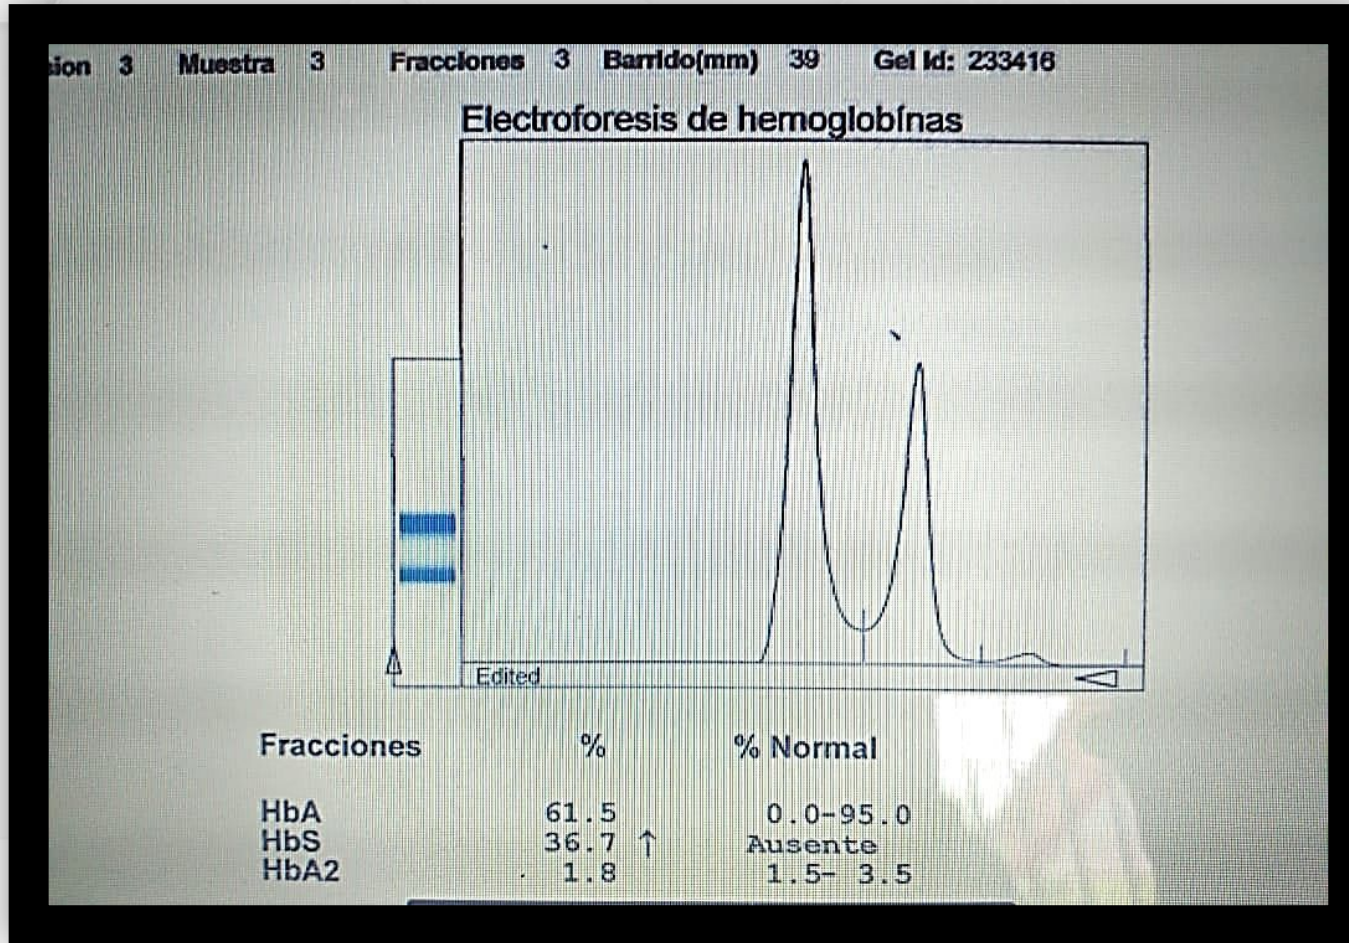 sion 3 Muestra 3 Fracciones 3 Barrido(mm) 39 Gel Id: 233416
Electroforesis de hemoglobínas
Edited
Fracciones % % Normal
HbA 61.5 0.0-95.0
HbS 36.7 ↑ Ausente
HbA2 1.8 1.5- 3.5